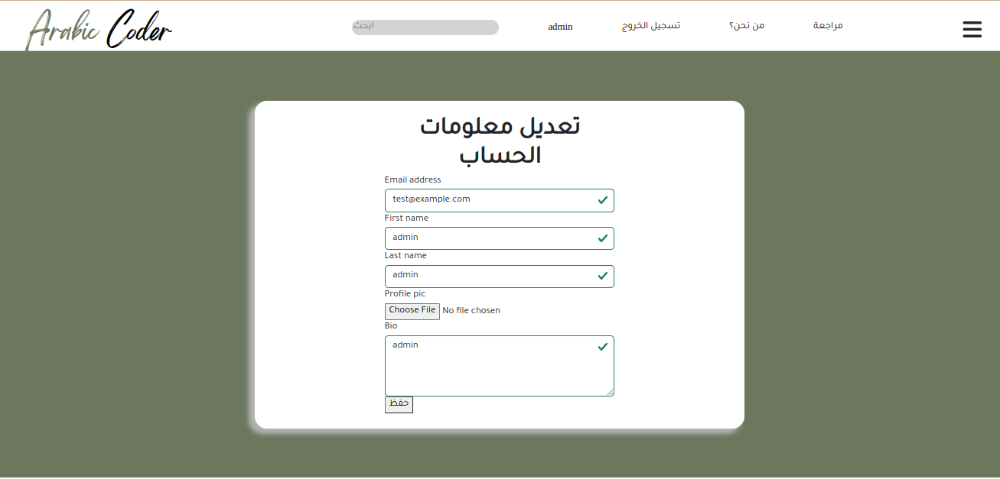 Arabic Coder
ابحث
admin
تسجيل الخروج
من نحن؟
مراجعة
تعديل معلومات
الحساب
Email address
test@example.com
First name
admin
Last name
admin
Profile pic
Choose File No file chosen
Bio
admin
حفظ